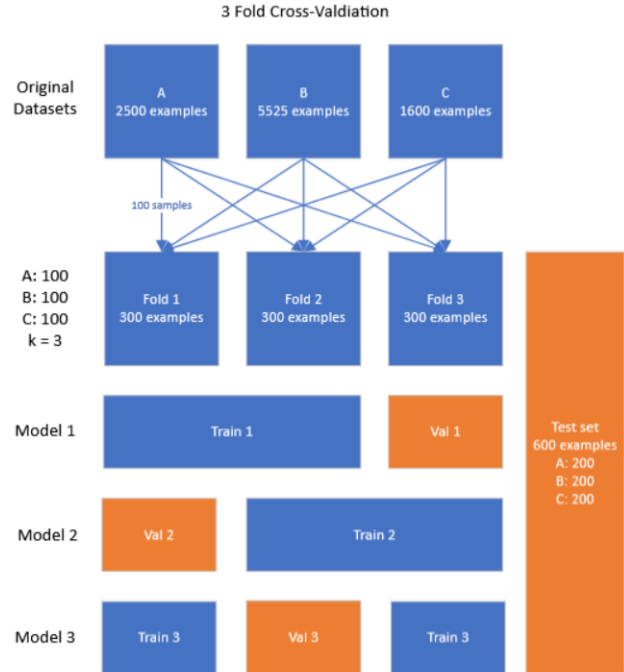 3 Fold Cross-Valdiation
Original
Datasets
A
2500 examples
B
5525 examples
C
1600 examples
100 samples
A: 100
B: 100
C: 100
k = 3
Fold 1
300 examples
Fold 2
300 examples
Fold 3
300 examples
Model 1
Train 1
Val 1
Test set
600 examples
A: 200
B: 200
C: 200
Model 2
Val 2
Train 2
Model 3
Train 3
Val 3
Train 3